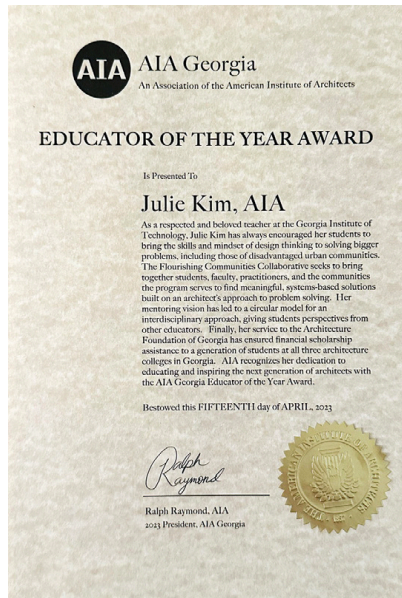 AIA
AIA Georgia
An Association of the American Institute of Architects
EDUCATOR OF THE YEAR AWARD
Is Presented To
Julie Kim, AIA
As a respected and beloved teacher at the Georgia Institute of
Technology, Julie Kim has always encouraged her students to
bring the skills and mindset of design thinking to solving bigger
problems, including those of disadvantaged urban communities.
The Flourishing Communities Collaborative seeks to bring
together students, faculty, practitioners, and the communities
the program serves to find meaningful, systems-based solutions
built on an architect's approach to problem solving. Her
mentoring vision has led to a circular model for an
interdisciplinary approach, giving students perspectives from
other educators. Finally, her service to the Architecture
Foundation of Georgia has ensured financial scholarship
assistance to a generation of students at all three architecture
colleges in Georgia. AIA recognizes her dedication to
educating and inspiring the next generation of architects with
the AIA Georgia Educator of the Year Award.
Bestowed this FIFTEENTH day of APRIL, 2023
Ralph
Raymond
Ralph Raymond, AIA
2023 President, AIA Georgia
THE AMERICAN INSTITUTE OF ARCHITECTS